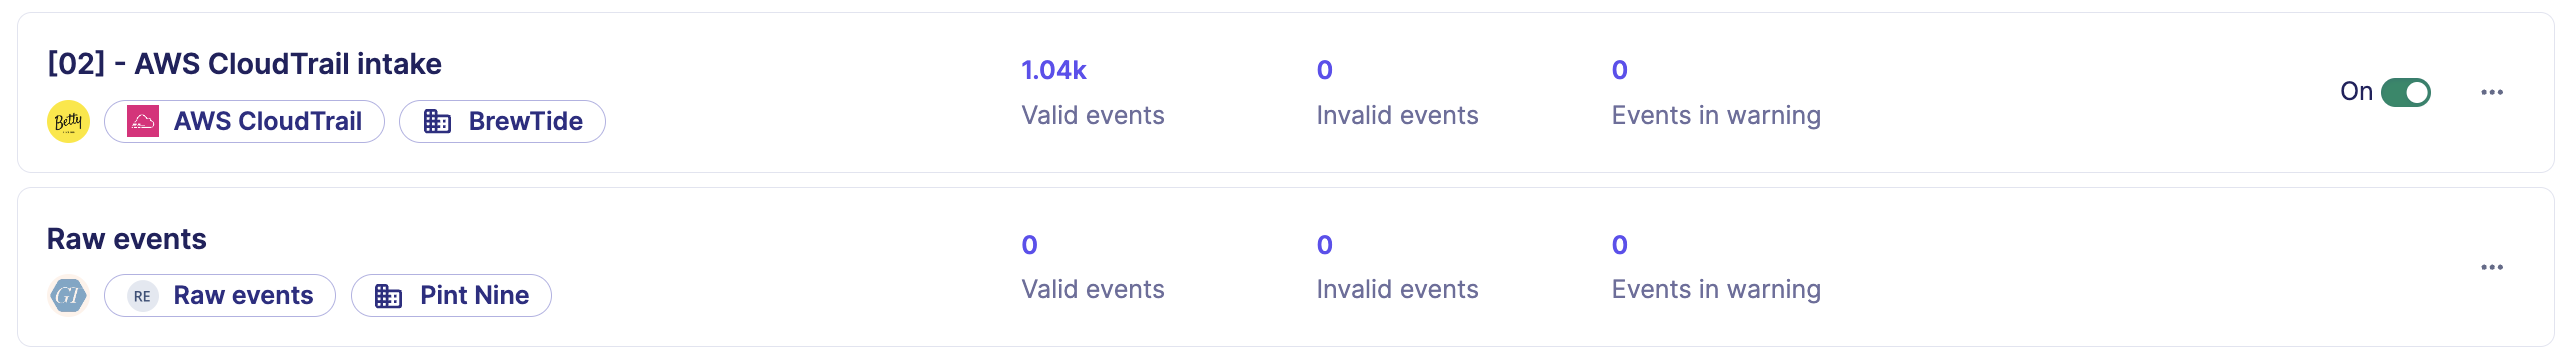 [02] - AWS CloudTrail intake
Betty
AWS CloudTrail
BrewTide
1.04k
Valid events
0
Invalid events
0
Events in warning
On
Raw events
GI
RE
Raw events
Pint Nine
0
Valid events
0
Invalid events
0
Events in warning